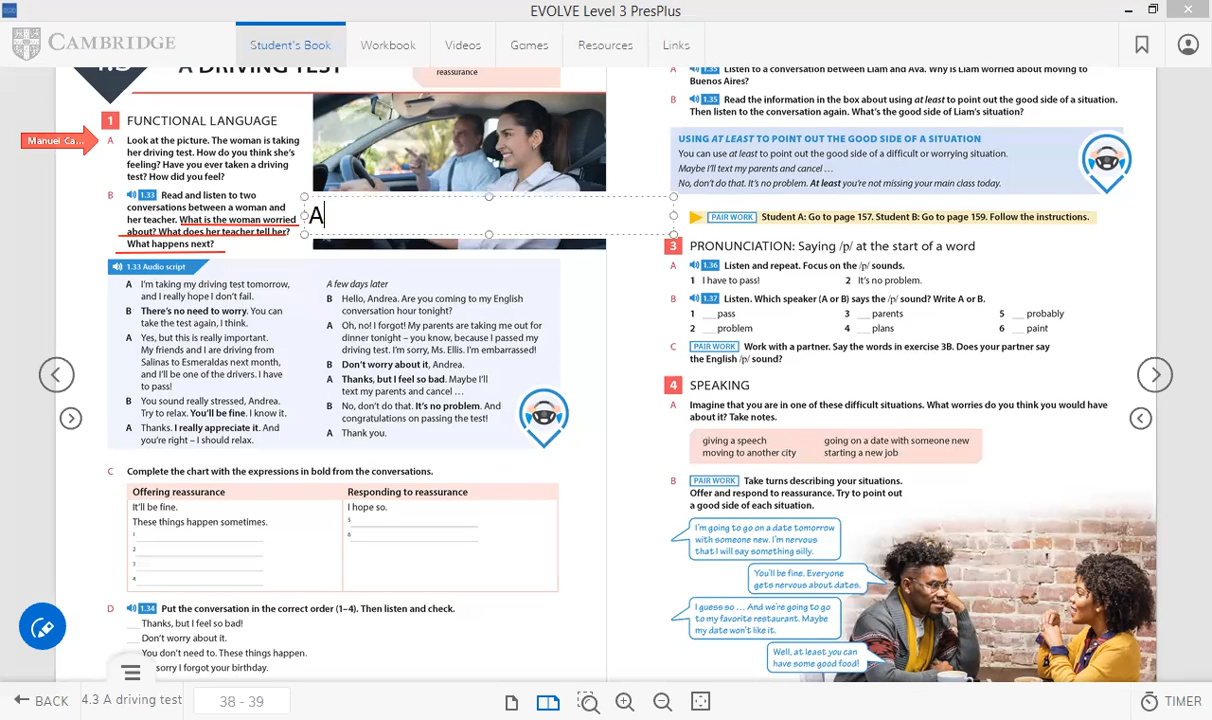 EVOLVE Level 3 PresPlus
CAMBRIDGE
Student's Book
Workbook
Videos
Games
Resources
Links
A DRIVING TEST
reassurance
1 FUNCTIONAL LANGUAGE
Manuel Ca...
A Look at the picture. The woman is taking
her driving test. How do you think she's
feeling? Have you ever taken a driving
test? How did you feel?
B 1.33 Read and listen to two
conversations between a woman and
her teacher. What is the woman worried
about? What does her teacher tell her?
What happens next?
A
1.33 Audio script
A I'm taking my driving test tomorrow,
and I really hope I don't fail.
B There's no need to worry. You can
take the test again, I think.
A Yes, but this is really important.
My friends and I are driving from
Salinas to Esmeraldas next month,
and I'll be one of the drivers. I have
to pass!
B You sound really stressed, Andrea.
Try to relax. You'll be fine. I know it.
A Thanks. I really appreciate it. And
you're right – I should relax.
A few days later
B Hello, Andrea. Are you coming to my English
conversation hour tonight?
A Oh, no! I forgot! My parents are taking me out for
dinner tonight – you know, because I passed my
driving test. I'm sorry, Ms. Ellis. I'm embarrassed!
B Don't worry about it, Andrea.
A Thanks, but I feel so bad. Maybe I'll
text my parents and cancel ...
B No, don't do that. It's no problem. And
congratulations on passing the test!
A Thank you.
C Complete the chart with the expressions in bold from the conversations.
Offering reassurance
It'll be fine.
These things happen sometimes.
1
2
3
4
Responding to reassurance
I hope so.
5
6
D 1.34 Put the conversation in the correct order (1–4). Then listen and check.
Thanks, but I feel so bad!
Don't worry about it.
You don't need to. These things happen.
sorry I forgot your birthday.
A 1.35 Listen to a conversation between Liam and Ava. Why is Liam worried about moving to
Buenos Aires?
B 1.35 Read the information in the box about using at least to point out the good side of a situation.
Then listen to the conversation again. What's the good side of Liam's situation?
USING AT LEAST TO POINT OUT THE GOOD SIDE OF A SITUATION
You can use at least to point out the good side of a difficult or worrying situation.
Maybe I'll text my parents and cancel ...
No, don't do that. It's no problem. At least you're not missing your main class today.
PAIR WORK Student A: Go to page 157. Student B: Go to page 159. Follow the instructions.
3 PRONUNCIATION: Saying /p/ at the start of a word
A 1.36 Listen and repeat. Focus on the /p/ sounds.
1 I have to pass! 2 It's no problem.
B 1.37 Listen. Which speaker (A or B) says the /p/ sound? Write A or B.
1 ___ pass 3 ___ parents 5 ___ probably
2 ___ problem 4 ___ plans 6 ___ paint
C PAIR WORK Work with a partner. Say the words in exercise 3B. Does your partner say
the English /p/ sound?
4 SPEAKING
A Imagine that you are in one of these difficult situations. What worries do you think you would have
about it? Take notes.
giving a speech going on a date with someone new
moving to another city starting a new job
B PAIR WORK Take turns describing your situations.
Offer and respond to reassurance. Try to point out
a good side of each situation.
I'm going to go on a date tomorrow
with someone new. I'm nervous
that I will say something silly.
You'll be fine. Everyone
gets nervous about dates.
I guess so ... And we're going to go
to my favorite restaurant. Maybe
my date won't like it.
Well, at least you can
have some good food!
BACK
4.3 A driving test
38 - 39
TIMER